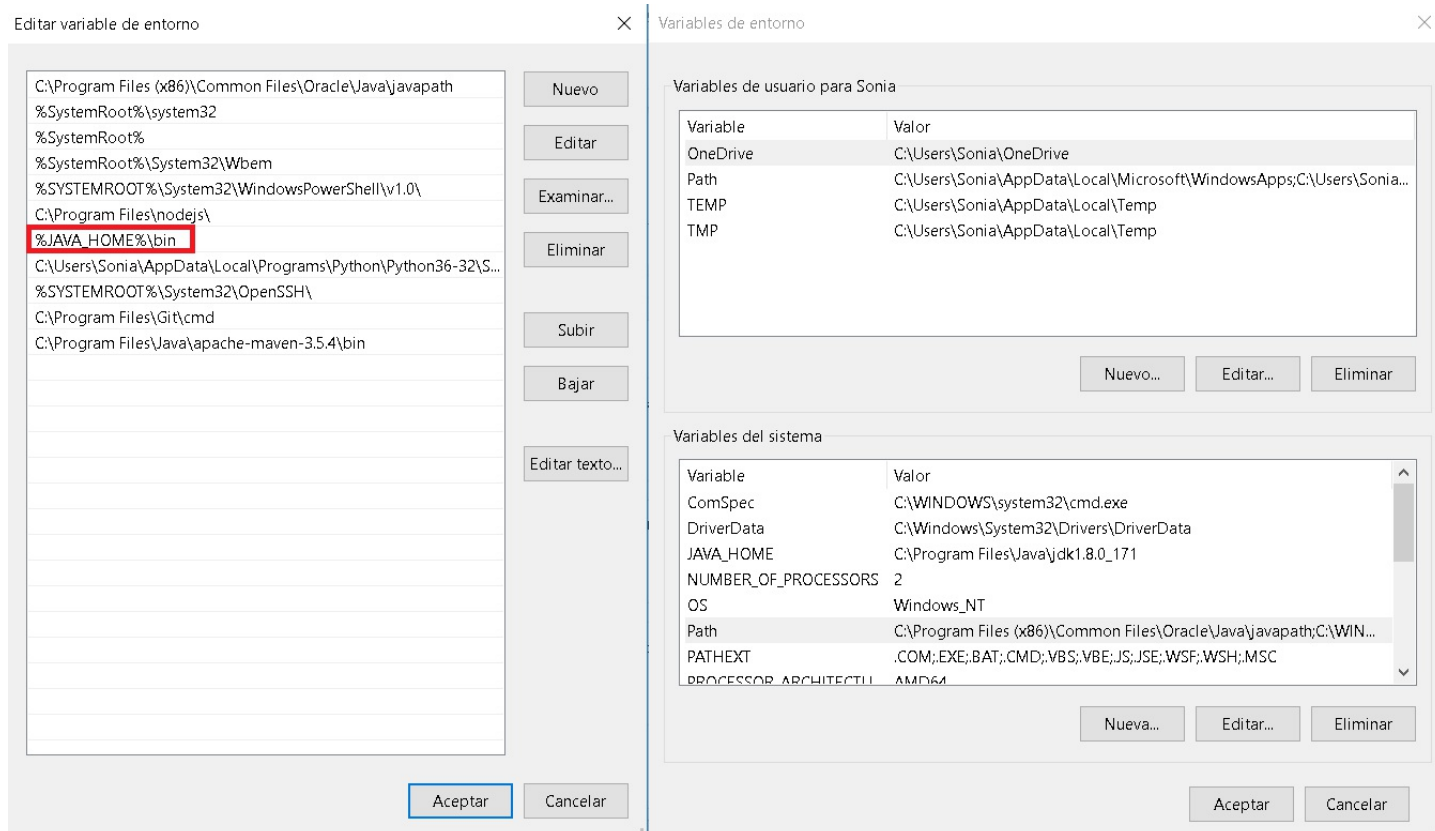 Editar variable de entorno
C:\Program Files (x86)\Common Files\Oracle\Java\javapath
%SystemRoot%\system32
%SystemRoot%
%SystemRoot%\System32\Wbem
%SYSTEMROOT%\System32\WindowsPowerShell\v1.0\
C:\Program Files\nodejs\
%JAVA_HOME%\bin
C:\Users\Sonia\AppData\Local\Programs\Python\Python36-32\S...
%SYSTEMROOT%\System32\OpenSSH\
C:\Program Files\Git\cmd
C:\Program Files\Java\apache-maven-3.5.4\bin
Nuevo
Editar
Examinar...
Eliminar
Subir
Bajar
Editar texto...
Aceptar Cancelar
Variables de entorno
Variables de usuario para Sonia
Variable Valor
OneDrive C:\Users\Sonia\OneDrive
Path C:\Users\Sonia\AppData\Local\Microsoft\WindowsApps;C:\Users\Sonia...
TEMP C:\Users\Sonia\AppData\Local\Temp
TMP C:\Users\Sonia\AppData\Local\Temp
Nuevo... Editar... Eliminar
Variables del sistema
Variable Valor
ComSpec C:\WINDOWS\system32\cmd.exe
DriverData C:\Windows\System32\Drivers\DriverData
JAVA_HOME C:\Program Files\Java\jdk1.8.0_171
NUMBER_OF_PROCESSORS 2
OS Windows_NT
Path C:\Program Files (x86)\Common Files\Oracle\Java\javapath;C:\WIN...
PATHEXT .COM;.EXE;.BAT;.CMD;.VBS;.VBE;.JS;.JSE;.WSF;.WSH;.MSC
PROCESSOR_ARCHITECTU AMD64
Nueva... Editar... Eliminar
Aceptar Cancelar